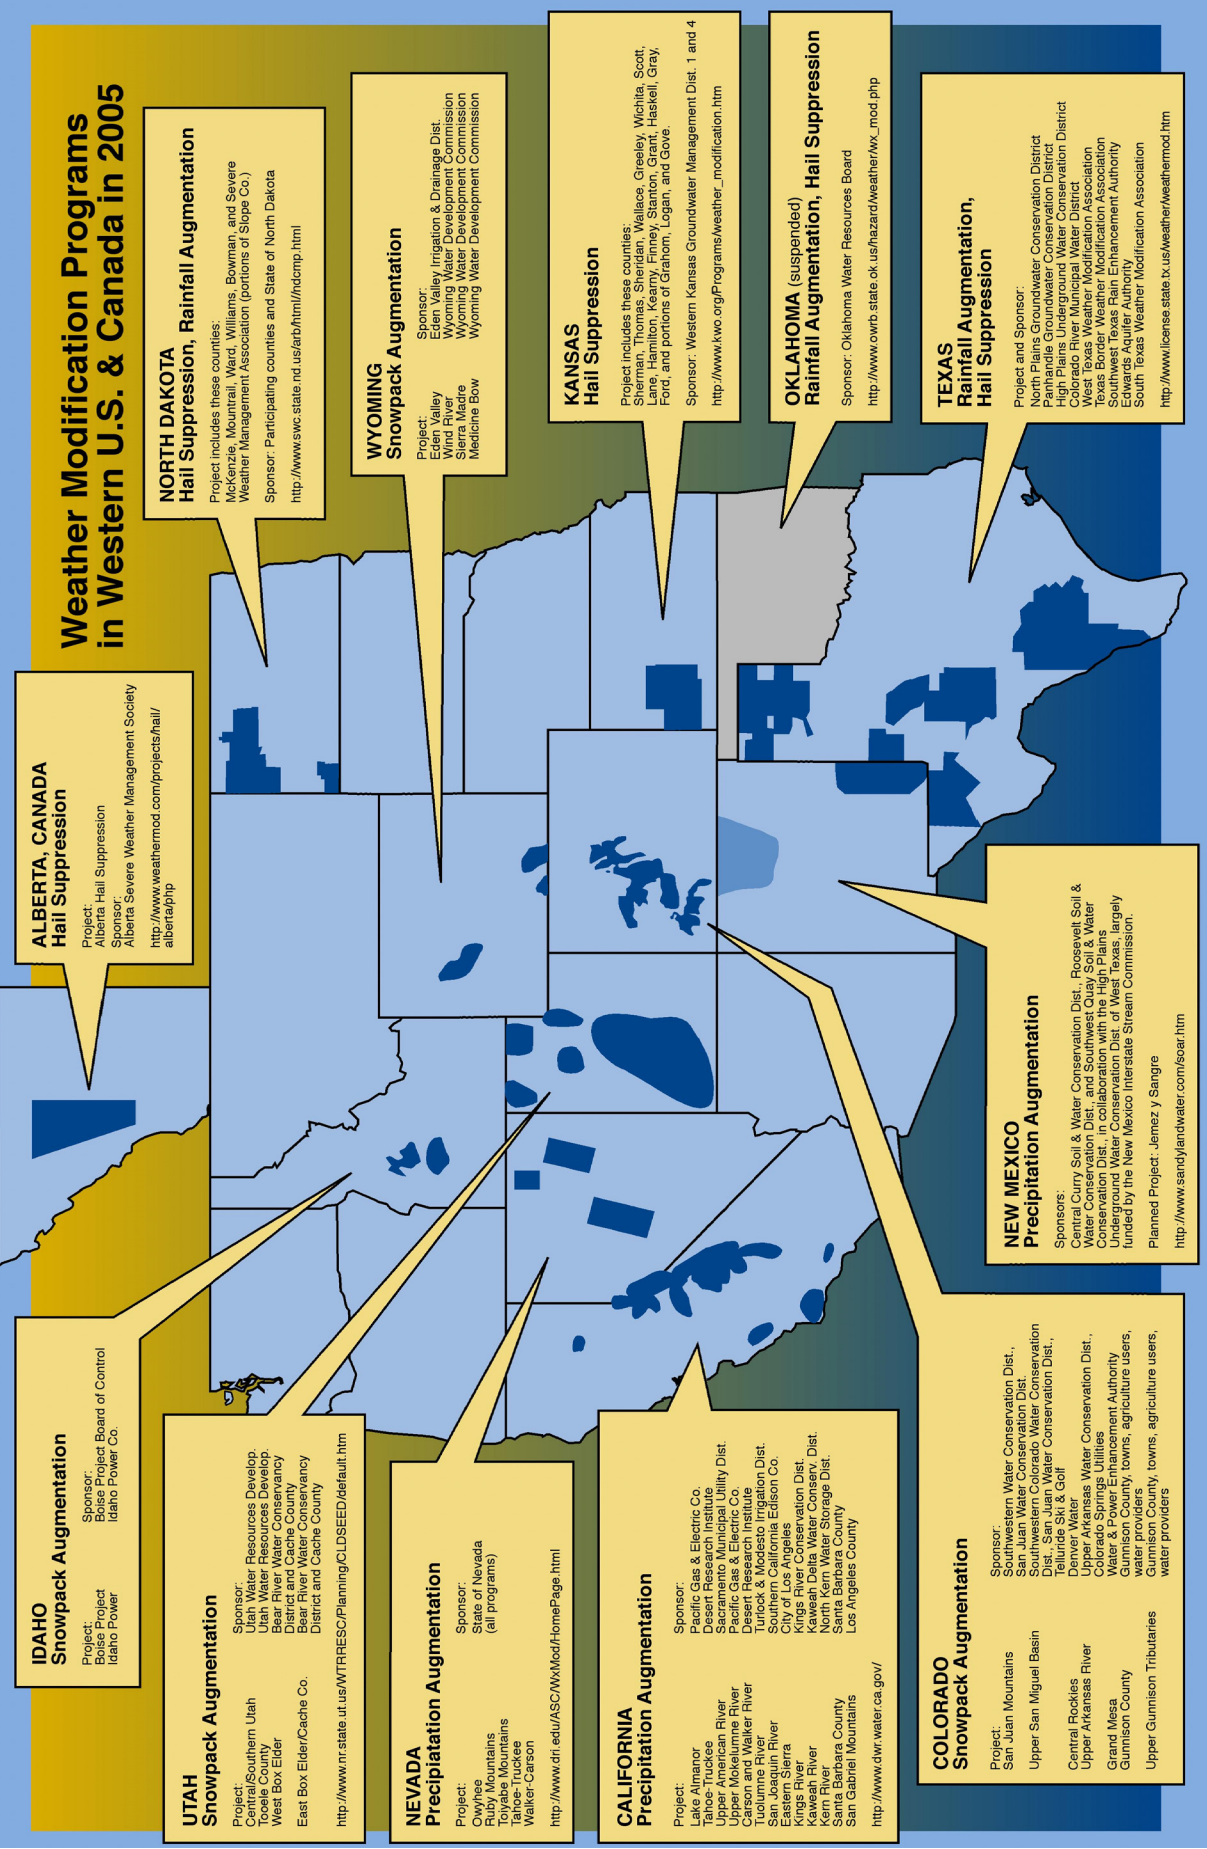 Weather Modification Programs
in Western U.S. & Canada in 2005
ALBERTA, CANADA
Hail Suppression
Project:
Alberta Hail Suppression
Sponsor:
Alberta Severe Weather Management Society
http://www.weathermod.com/projects/hail/
alberta/php
NORTH DAKOTA
Hail Suppression, Rainfall Augmentation
Project includes these counties:
McKenzie, Mountrail, Ward, Williams, Bowman, and Severe
Weather Management Association (portions of Slope Co.)
Sponsor: Participating counties and State of North Dakota
http://www.swc.state.nd.us/arb/html//ndcmp.html
WYOMING
Snowpack Augmentation
Project: Sponsor:
Eden Valley Eden Valley Irrigation & Drainage Dist.
Wind River Wyoming Water Development Commission
Sierra Madre Wyoming Water Development Commission
Medicine Bow Wyoming Water Development Commission
KANSAS
Hail Suppression
Project includes these counties:
Sherman, Thomas, Sheridan, Wallace, Greeley, Wichita, Scott,
Lane, Hamilton, Kearny, Finney, Stanton, Grant, Haskell, Gray,
Ford, and portions of Grahom, Logan, and Gove.
Sponsor: Western Kansas Groundwater Management Dist. 1 and 4
http://www.kwo.org/Programs/weather_modification.htm
OKLAHOMA (suspended)
Rainfall Augmentation, Hail Suppression
Sponsor: Oklahoma Water Resources Board
http://www.owrb.state.ok.us/hazard/weather/wx_mod.php
TEXAS
Rainfall Augmentation,
Hail Suppression
Project and Sponsor:
North Plains Groundwater Conservation District
Panhandle Groundwater Conservation District
High Plains Underground Water Conservation District
Colorado River Municipal Water District
West Texas Weather Modification Association
Texas Border Weather Modification Association
Southwest Texas Rain Enhancement Authority
Edwards Aquifer Authority
South Texas Weather Modification Association
http://www.license.state.tx.us/weather/weathermod.htm
IDAHO
Snowpack Augmentation
Project: Sponsor:
Boise Project Boise Project Board of Control
Idaho Power Idaho Power Co.
UTAH
Snowpack Augmentation
Project: Sponsor:
Central/Southern Utah Utah Water Resources Develop.
Tooele County Utah Water Resources Develop.
West Box Elder Bear River Water Conservancy
District and Cache County
East Box Elder/Cache Co. Bear River Water Conservancy
District and Cache County
http://www.nr.state.ut.us/WTRRESC/Planning/CLDSEED/default.htm
NEVADA
Precipiatation Augmentation
Project: Sponsor:
Owyhee State of Nevada
Ruby Mountains (all programs)
Toiyabe Mountains
Tahoe-Truckee
Walker-Carson
http://www.dri.edu/ASC/WxMod/HomePage.html
CALIFORNIA
Precipitation Augmentation
Project: Sponsor:
Lake Almanor Pacific Gas & Electric Co.
Tahoe-Truckee Desert Research Institute
Upper American River Sacramento Municipal Utility Dist.
Upper Mokelumne River Pacific Gas & Electric Co.
Carson and Walker River Desert Research Institute
Tuolumne River Turlock & Modesto Irrigation Dist.
San Joaquin River Southern California Edison Co.
Eastern Sierra City of Los Angeles
Kings River Kings River Conservation Dist.
Kaweah River Kaweah Delta Water Conserv. Dist.
Kern River North Kern Water Storage Dist.
Santa Barbara County Santa Barbara County
San Gabriel Mountains Los Angeles County
http://www.dwr.water.ca.gov/
COLORADO
Snowpack Augmentation
Project: Sponsor:
San Juan Mountains Southwestern Water Conservation Dist.,
San Juan Water Conservation Dist.
Upper San Miguel Basin Southwestern Colorado Water Conservation
Dist., San Juan Water Conservation Dist.,
Telluride Ski & Golf
Central Rockies Denver Water
Upper Arkansas River Upper Arkansas Water Conservation Dist.,
Colorado Springs Utilities
Grand Mesa Water & Power Enhancement Authority
Gunnison County Gunnison County, towns, agriculture users,
water providers
Upper Gunnison Tributaries Gunnison County, towns, agriculture users,
water providers
NEW MEXICO
Precipitation Augmentation
Sponsors:
Central Curry Soil & Water Conservation Dist., Roosevelt Soil &
Water Conservation Dist., and Southwest Quay Soil & Water
Conservation Dist., in collaboration with the High Plains
Underground Water Conservation Dist. of West Texas, largely
funded by the New Mexico Interstate Stream Commission.
Planned Project: Jemez y Sangre
http://www.sandylandwater.com/soar.htm